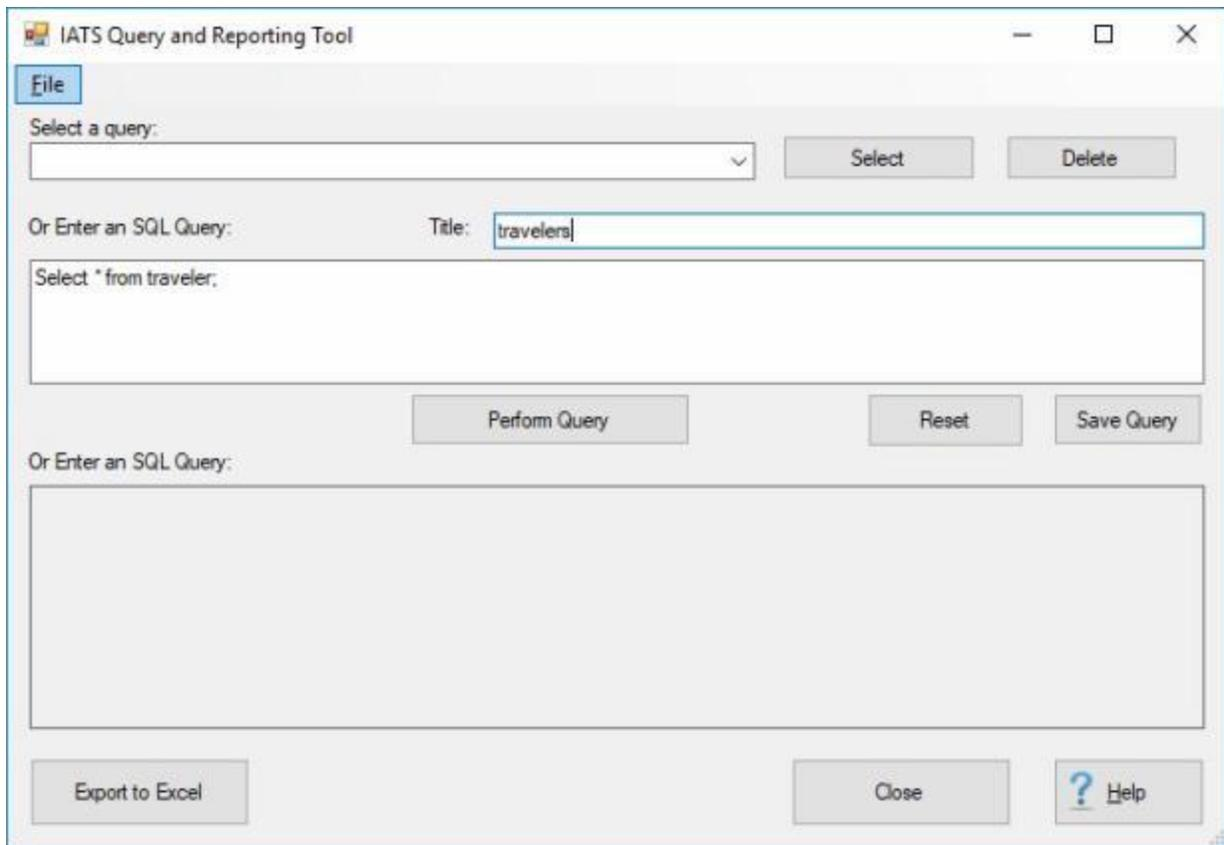 IATS Query and Reporting Tool
File
Select a query:
Select Delete
Or Enter an SQL Query: Title: travelers
Select * from traveler;
Perform Query Reset Save Query
Or Enter an SQL Query:
Export to Excel Close ? Help